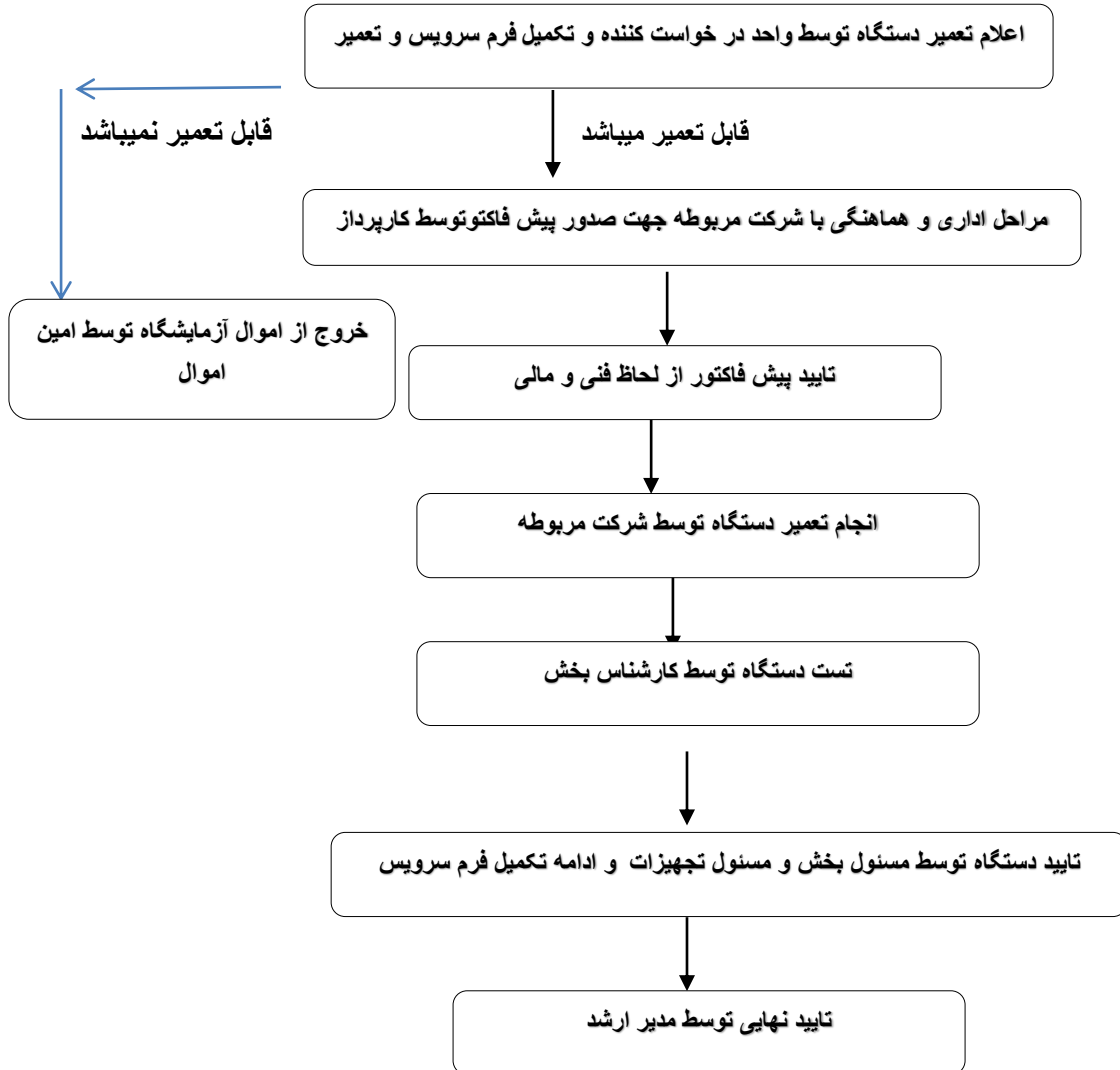 اعلام تعمیر دستگاه توسط واحد در خواست کننده و تکمیل فرم سرویس و تعمیر
قابل تعمیر میباشد
قابل تعمیر نمیباشد
مراحل اداری و هماهنگی با شرکت مربوطه جهت صدور پیش فاکتوتوسط کارپرداز
خروج از اموال آزمایشگاه توسط امین
اموال
تایید پیش فاکتور از لحاظ فنی و مالی
انجام تعمیر دستگاه توسط شرکت مربوطه
تست دستگاه توسط کارشناس بخش
تایید دستگاه توسط مسئول بخش و مسئول تجهیزات و ادامه تکمیل فرم سرویس
تایید نهایی توسط مدیر ارشد